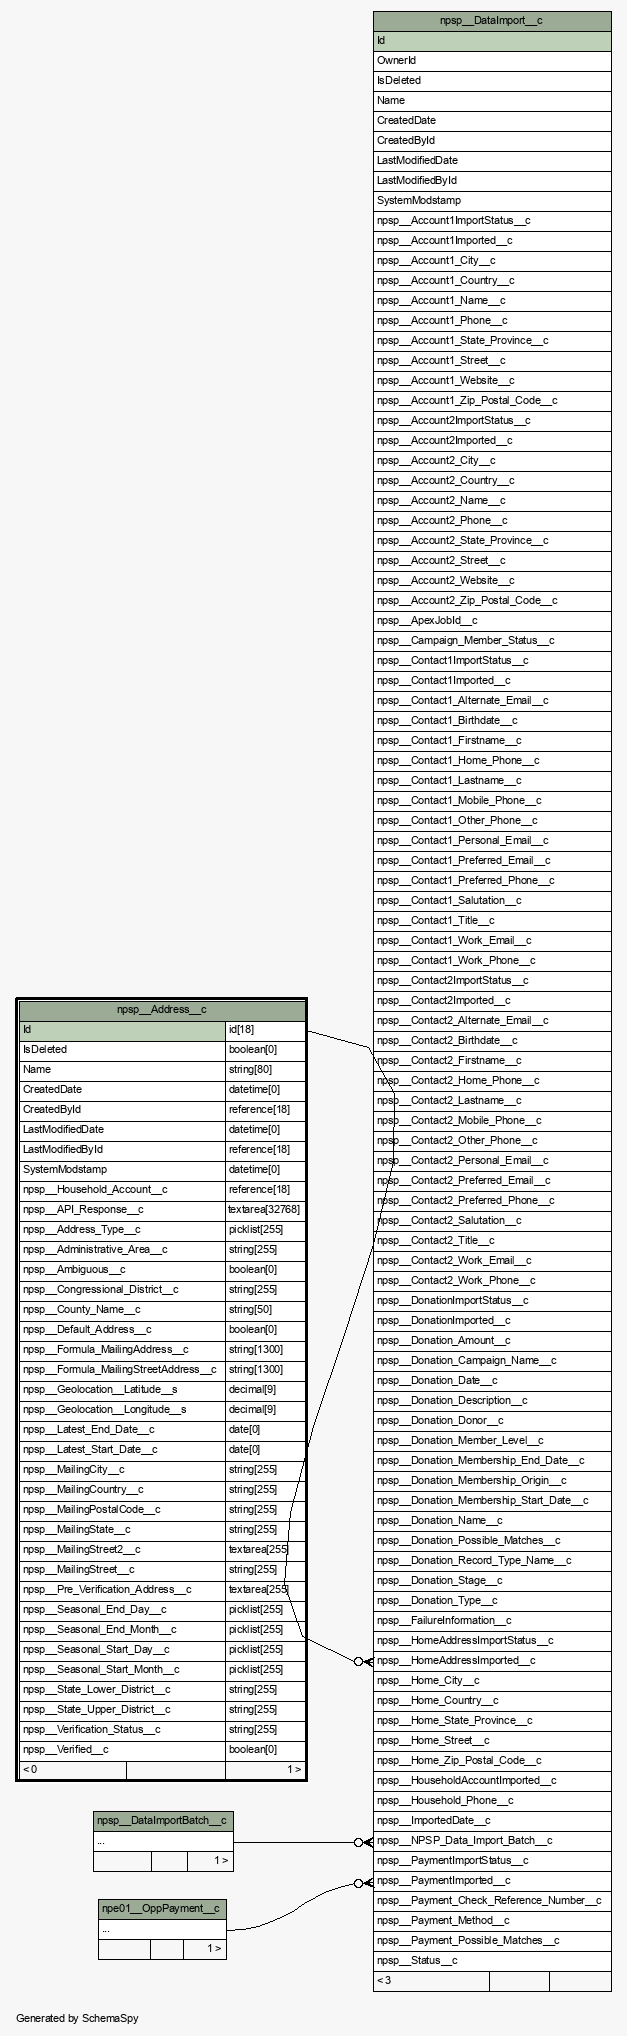 npsp__DataImport__c
Id
OwnerId
IsDeleted
Name
CreatedDate
CreatedById
LastModifiedDate
LastModifiedById
SystemModstamp
npsp__Account1ImportStatus__c
npsp__Account1Imported__c
npsp__Account1_City__c
npsp__Account1_Country__c
npsp__Account1_Name__c
npsp__Account1_Phone__c
npsp__Account1_State_Province__c
npsp__Account1_Street__c
npsp__Account1_Website__c
npsp__Account1_Zip_Postal_Code__c
npsp__Account2ImportStatus__c
npsp__Account2Imported__c
npsp__Account2_City__c
npsp__Account2_Country__c
npsp__Account2_Name__c
npsp__Account2_Phone__c
npsp__Account2_State_Province__c
npsp__Account2_Street__c
npsp__Account2_Website__c
npsp__Account2_Zip_Postal_Code__c
npsp__ApexJobId__c
npsp__Campaign_Member_Status__c
npsp__Contact1ImportStatus__c
npsp__Contact1Imported__c
npsp__Contact1_Alternate_Email__c
npsp__Contact1_Birthdate__c
npsp__Contact1_Firstname__c
npsp__Contact1_Home_Phone__c
npsp__Contact1_Lastname__c
npsp__Contact1_Mobile_Phone__c
npsp__Contact1_Other_Phone__c
npsp__Contact1_Personal_Email__c
npsp__Contact1_Preferred_Email__c
npsp__Contact1_Preferred_Phone__c
npsp__Contact1_Salutation__c
npsp__Contact1_Title__c
npsp__Contact1_Work_Email__c
npsp__Contact1_Work_Phone__c
npsp__Contact2ImportStatus__c
npsp__Contact2Imported__c
npsp__Contact2_Alternate_Email__c
npsp__Contact2_Birthdate__c
npsp__Contact2_Firstname__c
npsp__Contact2_Home_Phone__c
npsp__Contact2_Lastname__c
npsp__Contact2_Mobile_Phone__c
npsp__Contact2_Other_Phone__c
npsp__Contact2_Personal_Email__c
npsp__Contact2_Preferred_Email__c
npsp__Contact2_Preferred_Phone__c
npsp__Contact2_Salutation__c
npsp__Contact2_Title__c
npsp__Contact2_Work_Email__c
npsp__Contact2_Work_Phone__c
npsp__DonationImportStatus__c
npsp__DonationImported__c
npsp__Donation_Amount__c
npsp__Donation_Campaign_Name__c
npsp__Donation_Date__c
npsp__Donation_Description__c
npsp__Donation_Donor__c
npsp__Donation_Member_Level__c
npsp__Donation_Membership_End_Date__c
npsp__Donation_Membership_Origin__c
npsp__Donation_Membership_Start_Date__c
npsp__Donation_Name__c
npsp__Donation_Possible_Matches__c
npsp__Donation_Record_Type_Name__c
npsp__Donation_Stage__c
npsp__Donation_Type__c
npsp__FailureInformation__c
npsp__HomeAddressImportStatus__c
npsp__HomeAddressImported__c
npsp__Home_City__c
npsp__Home_Country__c
npsp__Home_State_Province__c
npsp__Home_Street__c
npsp__Home_Zip_Postal_Code__c
npsp__HouseholdAccountImported__c
npsp__Household_Phone__c
npsp__ImportedDate__c
npsp__NPSP_Data_Import_Batch__c
npsp__PaymentImportStatus__c
npsp__PaymentImported__c
npsp__Payment_Check_Reference_Number__c
npsp__Payment_Method__c
npsp__Payment_Possible_Matches__c
npsp__Status__c
< 3
npsp__Address__c
Id id[18]
IsDeleted boolean[0]
Name string[80]
CreatedDate datetime[0]
CreatedById reference[18]
LastModifiedDate datetime[0]
LastModifiedById reference[18]
SystemModstamp datetime[0]
npsp__Household_Account__c reference[18]
npsp__API_Response__c textarea[32768]
npsp__Address_Type__c picklist[255]
npsp__Administrative_Area__c string[255]
npsp__Ambiguous__c boolean[0]
npsp__Congressional_District__c string[255]
npsp__County_Name__c string[50]
npsp__Default_Address__c boolean[0]
npsp__Formula_MailingAddress__c string[1300]
npsp__Formula_MailingStreetAddress__c string[1300]
npsp__Geolocation__Latitude__s decimal[9]
npsp__Geolocation__Longitude__s decimal[9]
npsp__Latest_End_Date__c date[0]
npsp__Latest_Start_Date__c date[0]
npsp__MailingCity__c string[255]
npsp__MailingCountry__c string[255]
npsp__MailingPostalCode__c string[255]
npsp__MailingState__c string[255]
npsp__MailingStreet2__c textarea[255]
npsp__MailingStreet__c string[255]
npsp__Pre_Verification_Address__c textarea[255]
npsp__Seasonal_End_Day__c picklist[255]
npsp__Seasonal_End_Month__c picklist[255]
npsp__Seasonal_Start_Day__c picklist[255]
npsp__Seasonal_Start_Month__c picklist[255]
npsp__State_Lower_District__c string[255]
npsp__State_Upper_District__c string[255]
npsp__Verification_Status__c string[255]
npsp__Verified__c boolean[0]
< 0 1 >
npsp__DataImportBatch__c
...
1 >
npe01__OppPayment__c
...
1 >
Generated by SchemaSpy